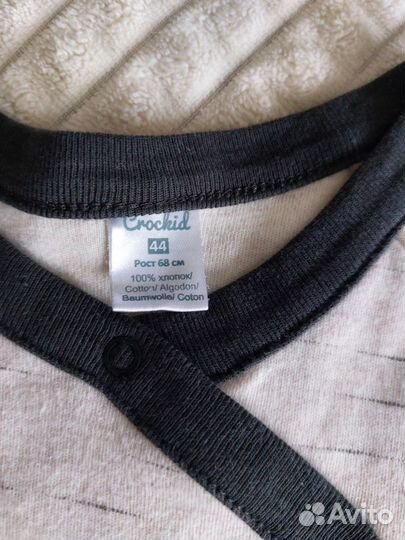 Crockid
44
Рост 68 см
100% хлопок/
Cotton/ Algodon/
Baumwolle/ Coton
Avito